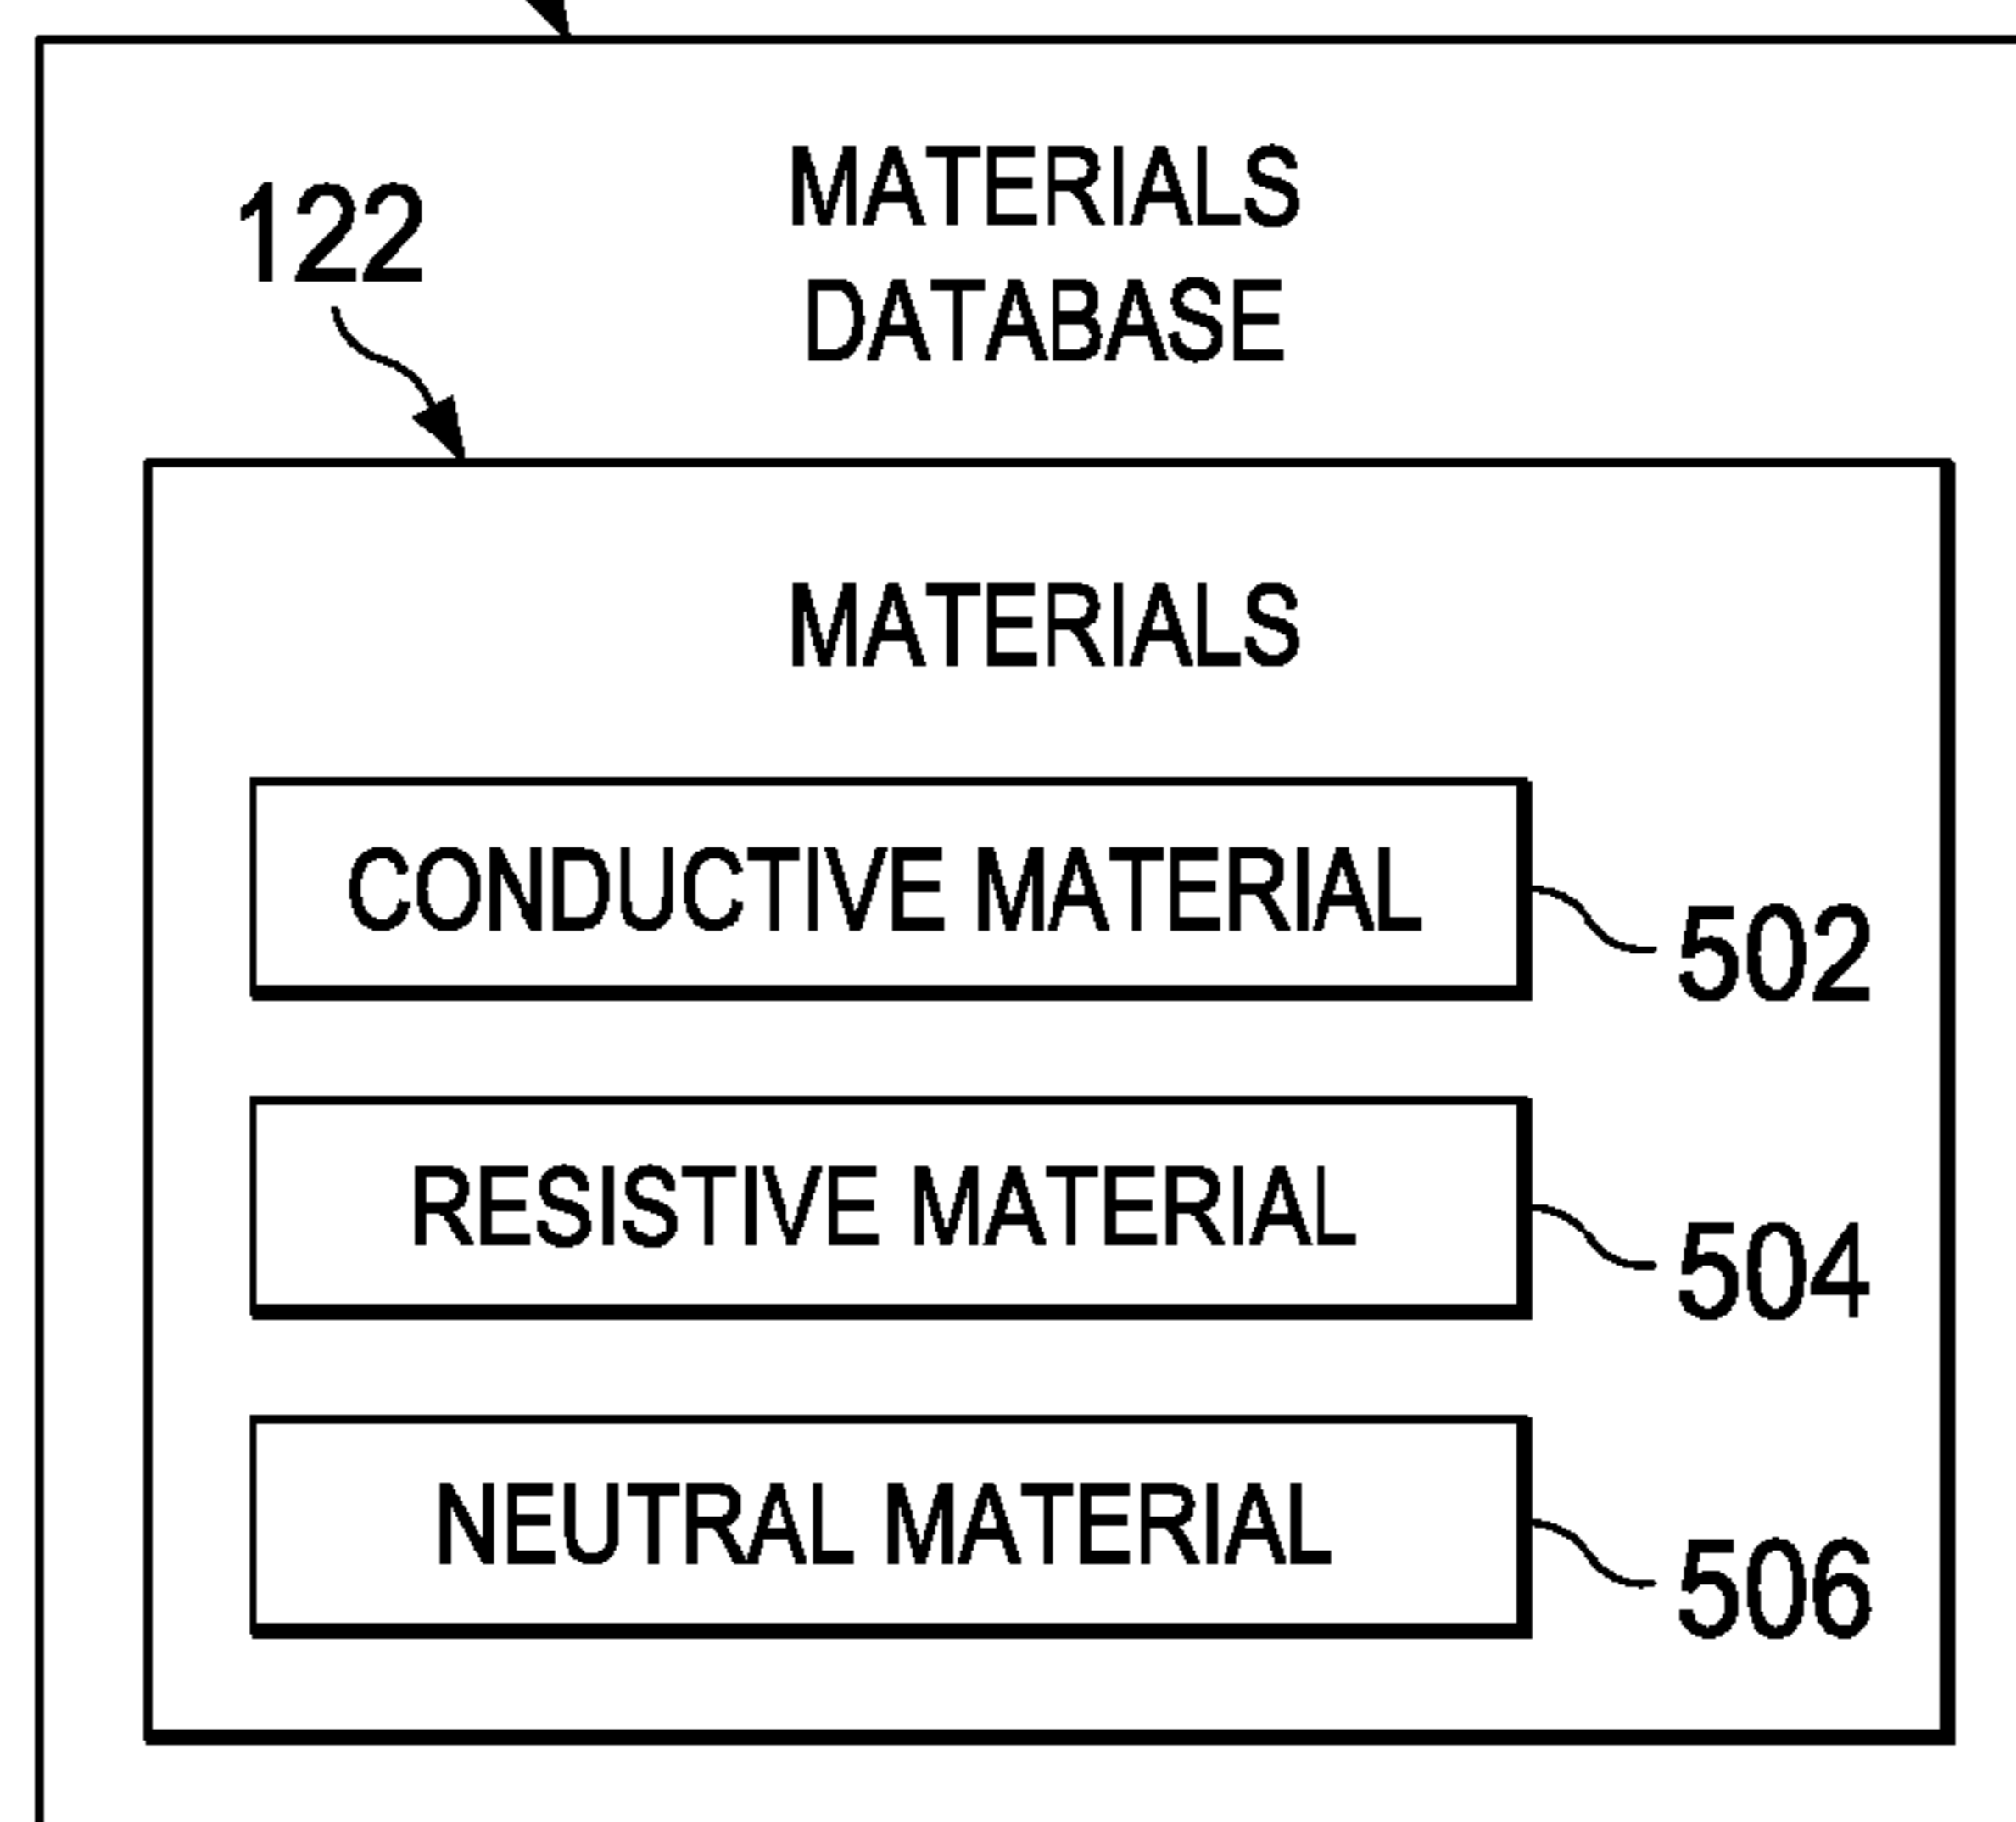 MATERIALS
DATABASE
122
MATERIALS
CONDUCTIVE MATERIAL
502
RESISTIVE MATERIAL
504
NEUTRAL MATERIAL
506